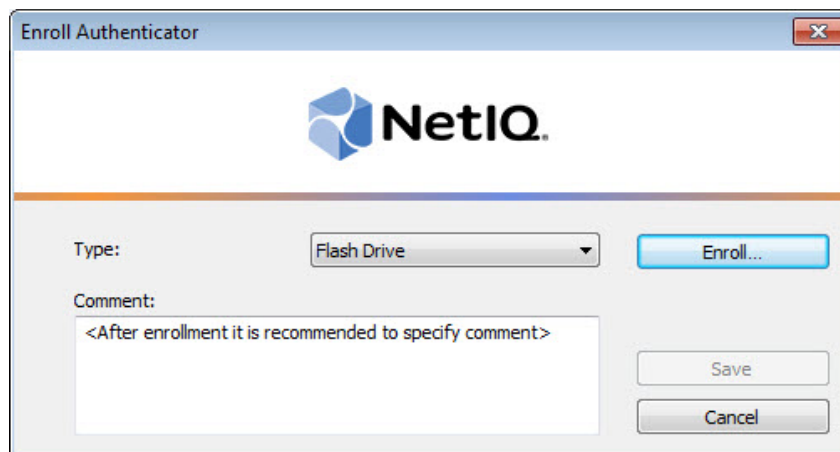 Enroll Authenticator
NetIQ.
Type:
Flash Drive
Enroll...
Comment:
<After enrollment it is recommended to specify comment>
Save
Cancel